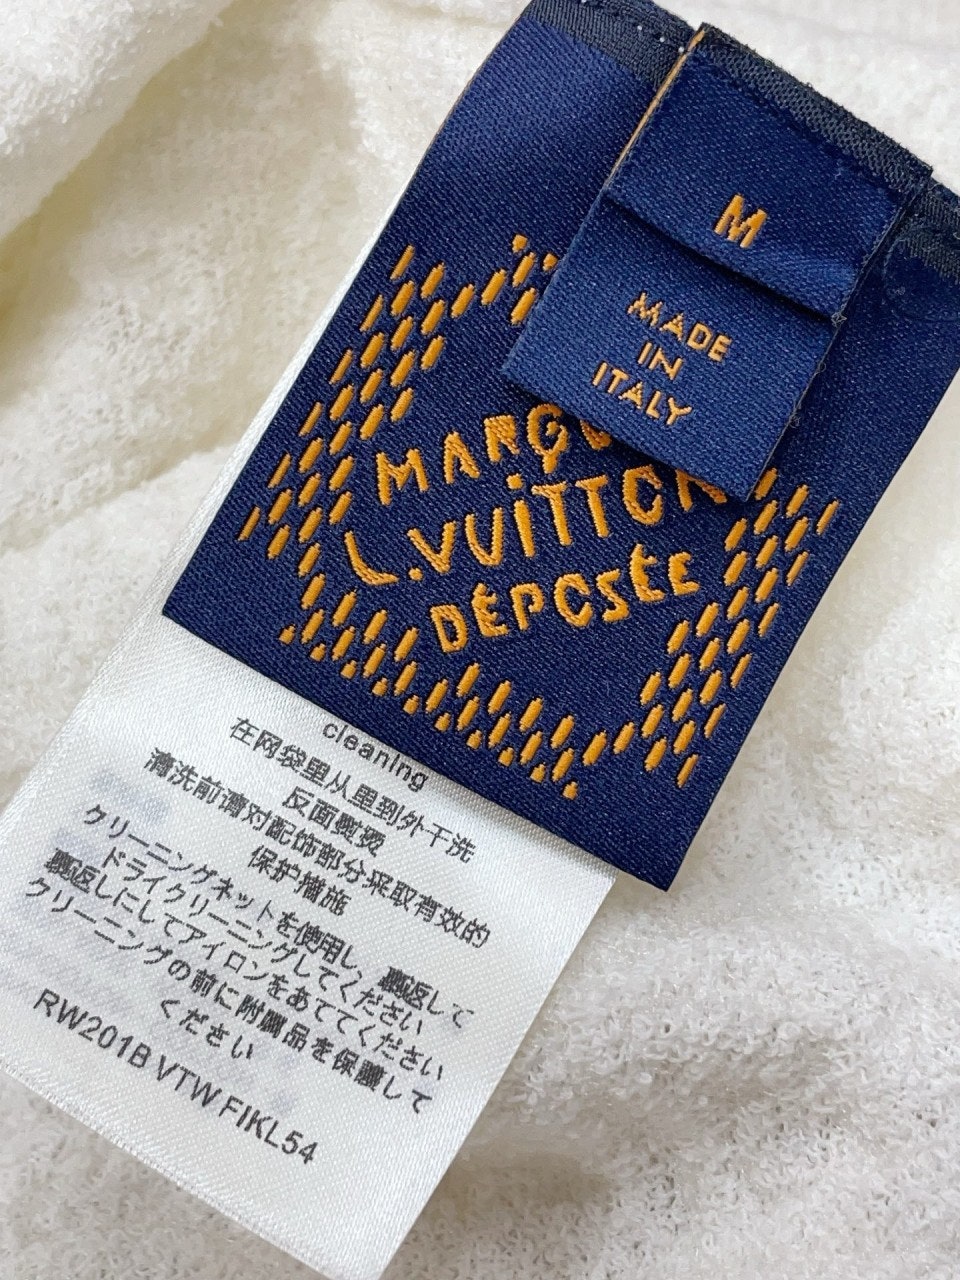 M
MADE
IN
ITALY
L.VUITTON
DÉPOSÉE
cleaning
在网袋里从里到外干洗
反面熨烫
清洗前请对配饰部分采取有效的
保护措施
クリーニングネットを使用し、裏返して
ドライクリーニングしてください
裏返しにしてアイロンをあててください
クリーニングの前に附属品を保護して
ください
RW201B VTW FIKL54